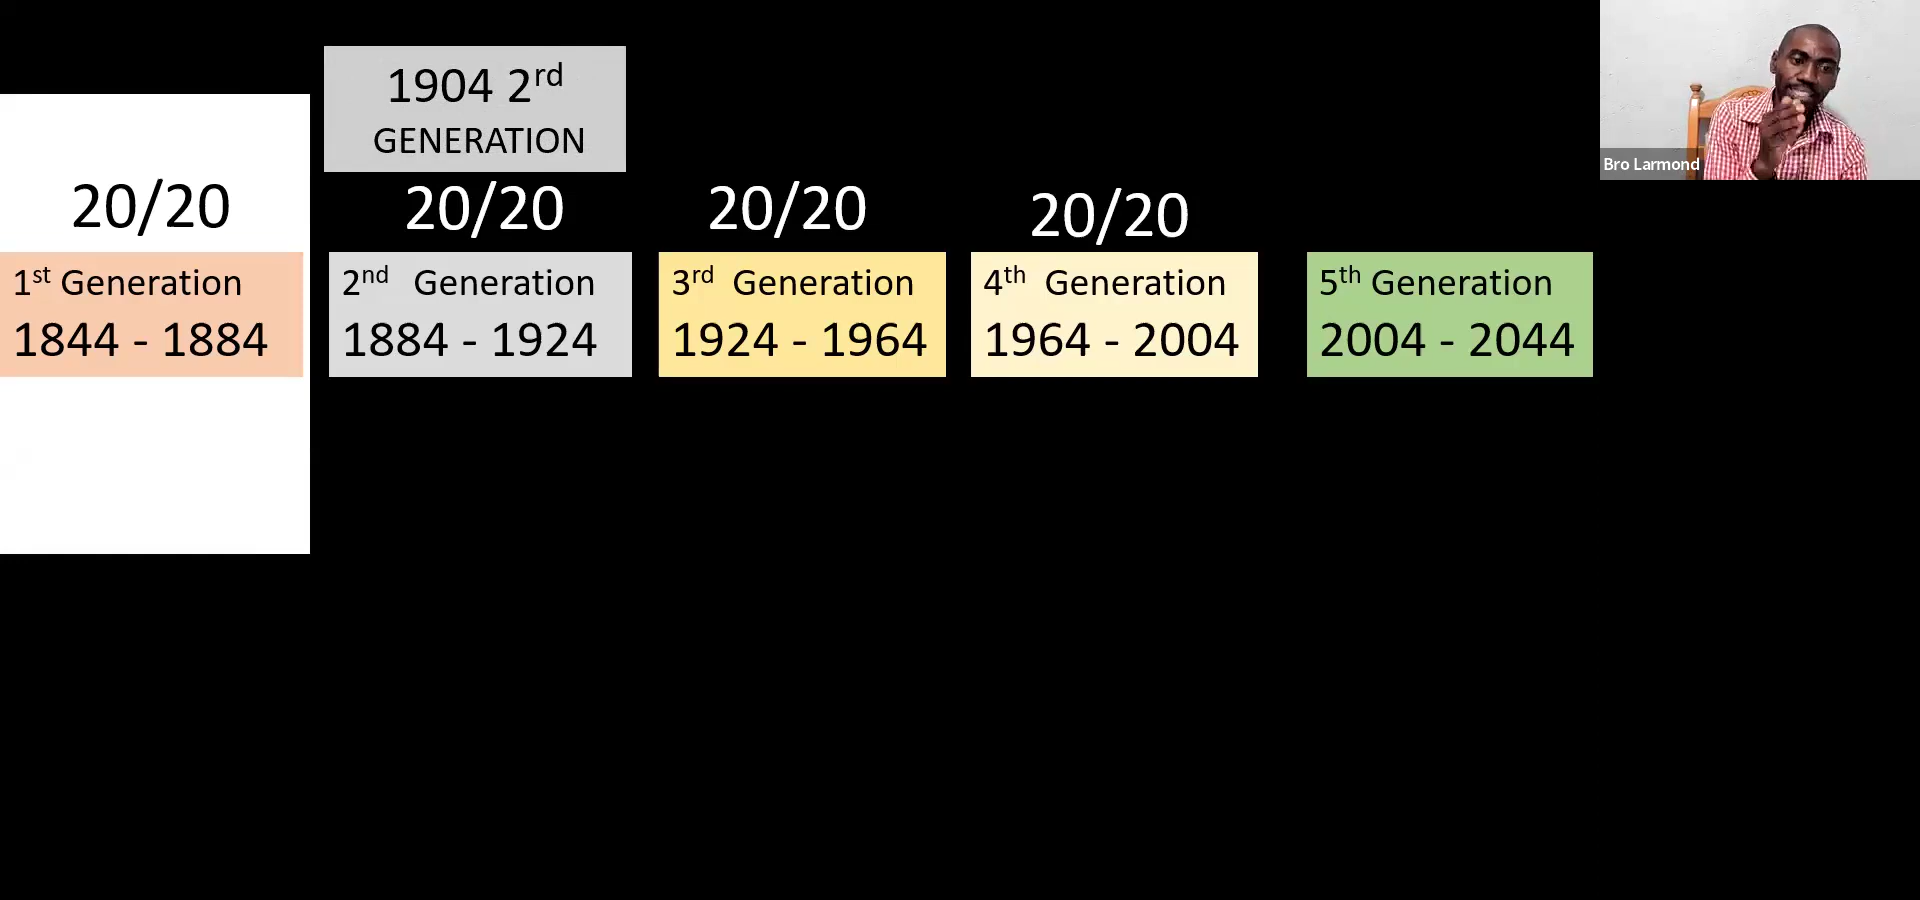 1904 2rd
GENERATION
20/20
20/20
20/20
20/20
1st Generation
1844 - 1884
2nd Generation
1884 - 1924
3rd Generation
1924 - 1964
4th Generation
1964 - 2004
5th Generation
2004 - 2044
Bro Larmond